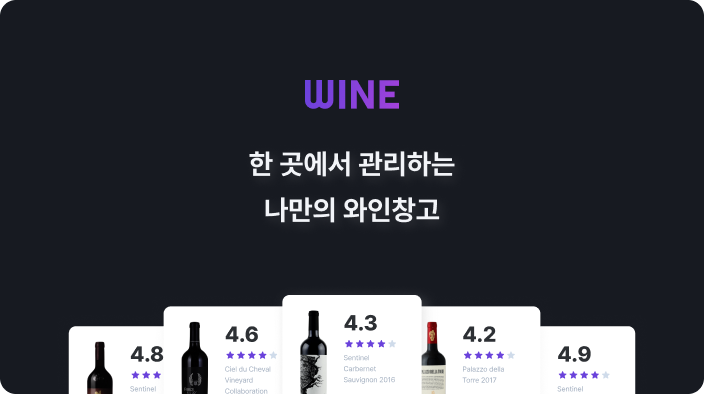 WINE
한 곳에서 관리하는
나만의 와인창고
4.8
Sentinel
4.6
Ciel du Cheval
Vineyard
Collaboration
4.3
Sentinel
Carbernet
Sauvignon 2016
4.2
Palazzo della
Torre 2017
4.9
Sentinel